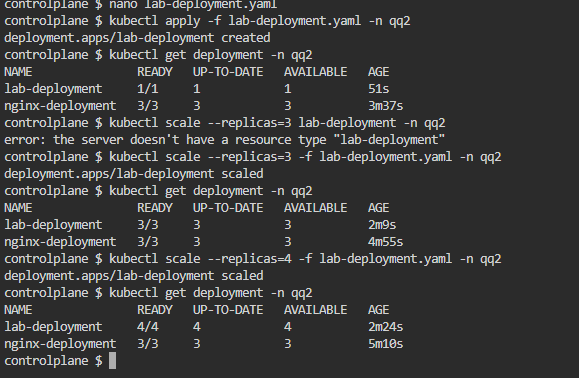 controlplane $ nano lab-deployment.yaml
controlplane $ kubectl apply -f lab-deployment.yaml -n qq2
deployment.apps/lab-deployment created
controlplane $ kubectl get deployment -n qq2
NAME READY UP-TO-DATE AVAILABLE AGE
lab-deployment 1/1 1 1 51s
nginx-deployment 3/3 3 3 3m37s
controlplane $ kubectl scale --replicas=3 lab-deployment -n qq2
error: the server doesn't have a resource type "lab-deployment"
controlplane $ kubectl scale --replicas=3 -f lab-deployment.yaml -n qq2
deployment.apps/lab-deployment scaled
controlplane $ kubectl get deployment -n qq2
NAME READY UP-TO-DATE AVAILABLE AGE
lab-deployment 3/3 3 3 2m9s
nginx-deployment 3/3 3 3 4m55s
controlplane $ kubectl scale --replicas=4 -f lab-deployment.yaml -n qq2
deployment.apps/lab-deployment scaled
controlplane $ kubectl get deployment -n qq2
NAME READY UP-TO-DATE AVAILABLE AGE
lab-deployment 4/4 4 4 2m24s
nginx-deployment 3/3 3 3 5m10s
controlplane $